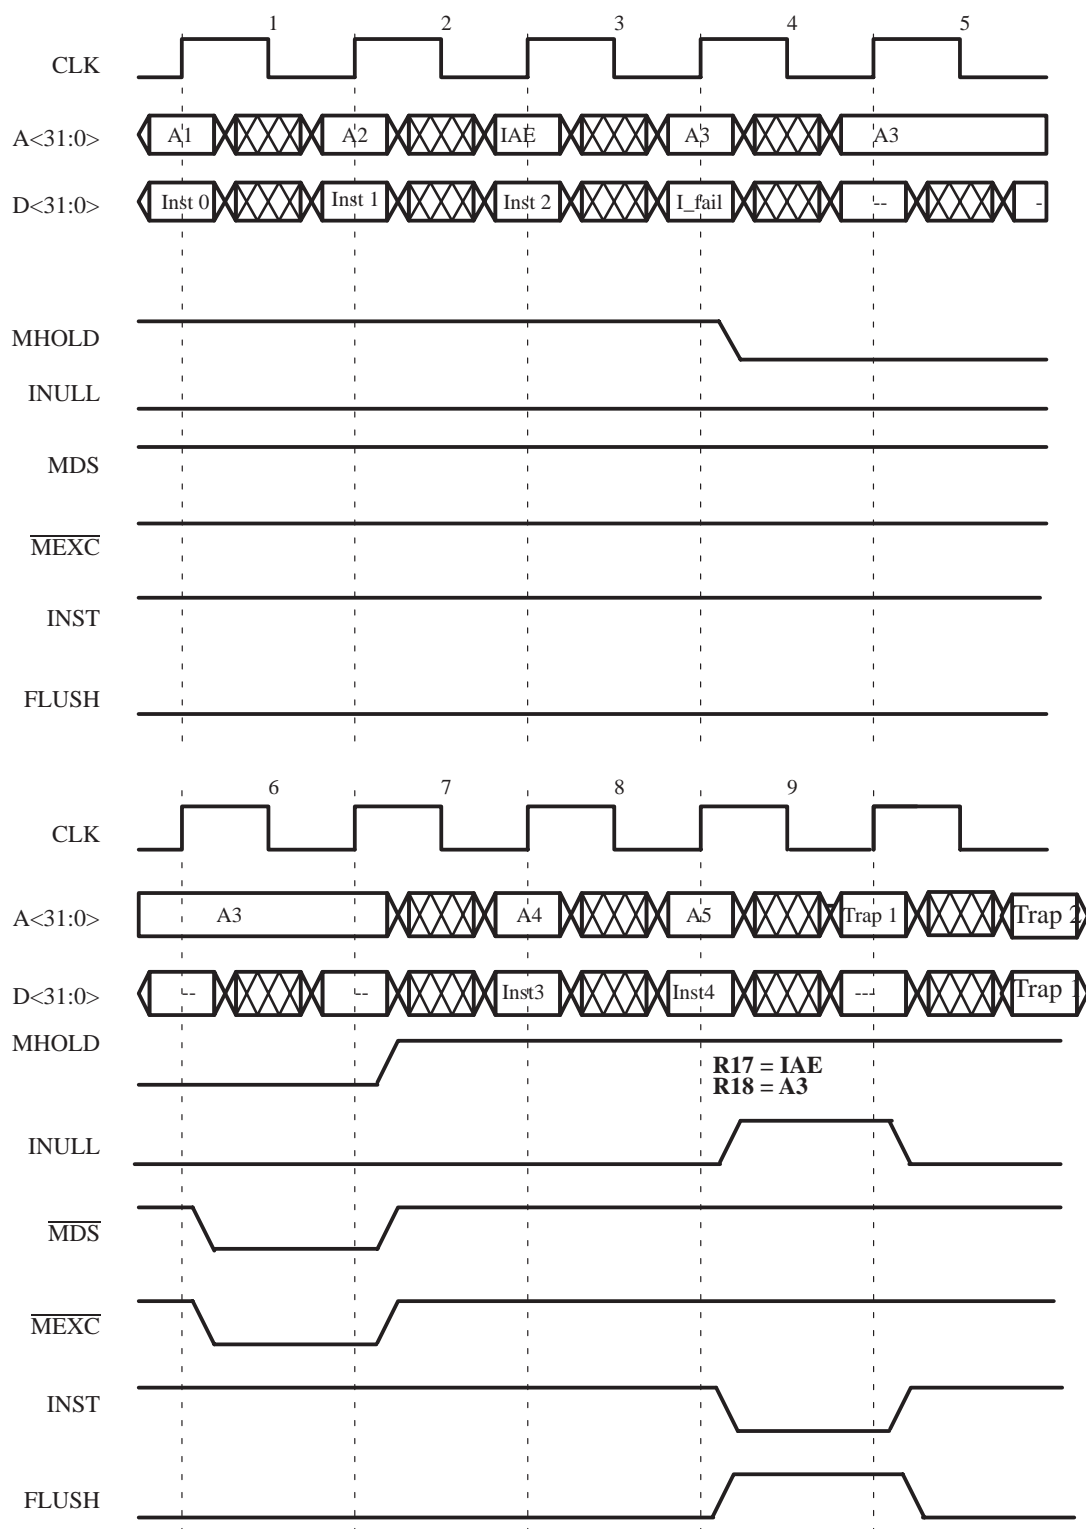 1 2 3 4 5
CLK
A<31:0> A1 A2 IAE A3 A3
D<31:0> Inst 0 Inst 1 Inst 2 I_fail -- -
MHOLD
INULL
MDS
MEXC
INST
FLUSH
6 7 8 9
CLK
A<31:0> A3 A4 A5 Trap 1 Trap 2
D<31:0> -- -- Inst3 Inst4 --- Trap 1
MHOLD
R17 = IAE
R18 = A3
INULL
MDS
MEXC
INST
FLUSH